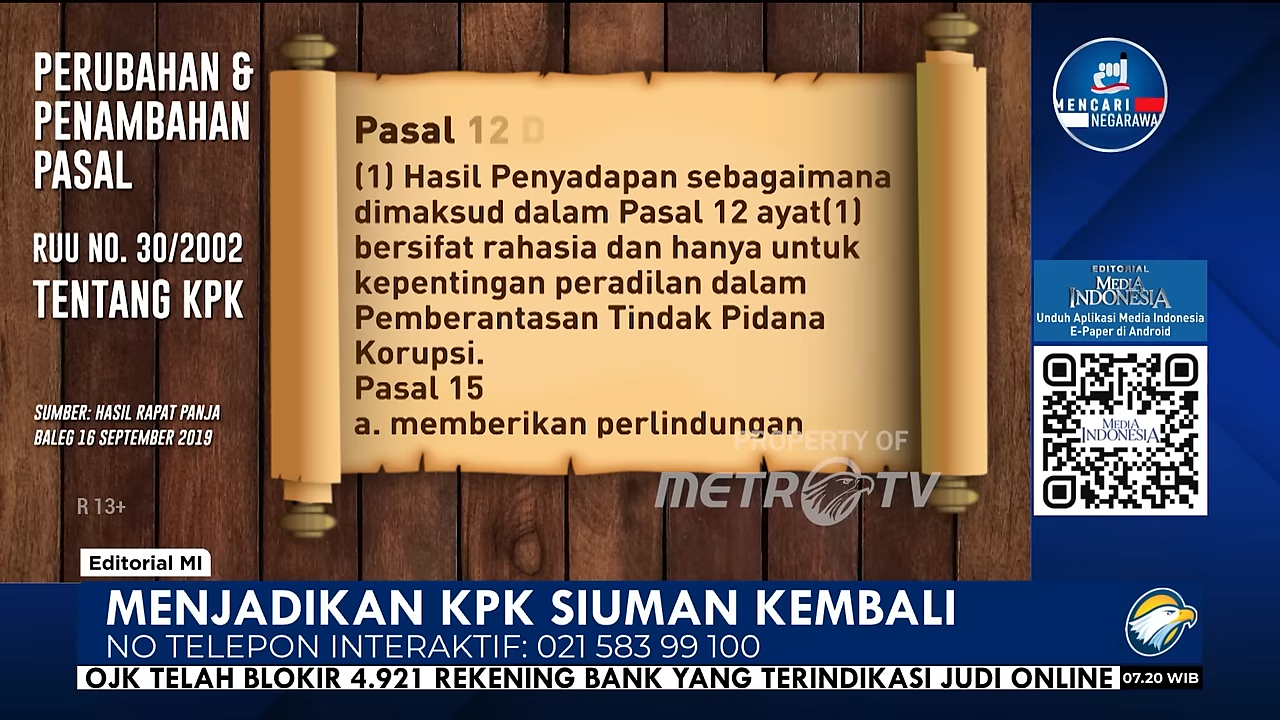 PERUBAHAN &
PENAMBAHAN
PASAL
RUU NO. 30/2002
TENTANG KPK
SUMBER: HASIL RAPAT PANJA
BALEG 16 SEPTEMBER 2019
R 13+
Pasal 12 D
(1) Hasil Penyadapan sebagaimana
dimaksud dalam Pasal 12 ayat(1)
bersifat rahasia dan hanya untuk
kepentingan peradilan dalam
Pemberantasan Tindak Pidana
Korupsi.
Pasal 15
a. memberikan perlindungan
PROPERTY OF
METRO TV
MENCARI
NEGARAWAN
EDITORIAL
MEDIA
INDONESIA
Unduh Aplikasi Media Indonesia
E-Paper di Android
MEDIA
INDONESIA
Editorial MI
MENJADIKAN KPK SIUMAN KEMBALI
NO TELEPON INTERAKTIF: 021 583 99 100
OJK TELAH BLOKIR 4.921 REKENING BANK YANG TERINDIKASI JUDI ONLINE
07.20 WIB